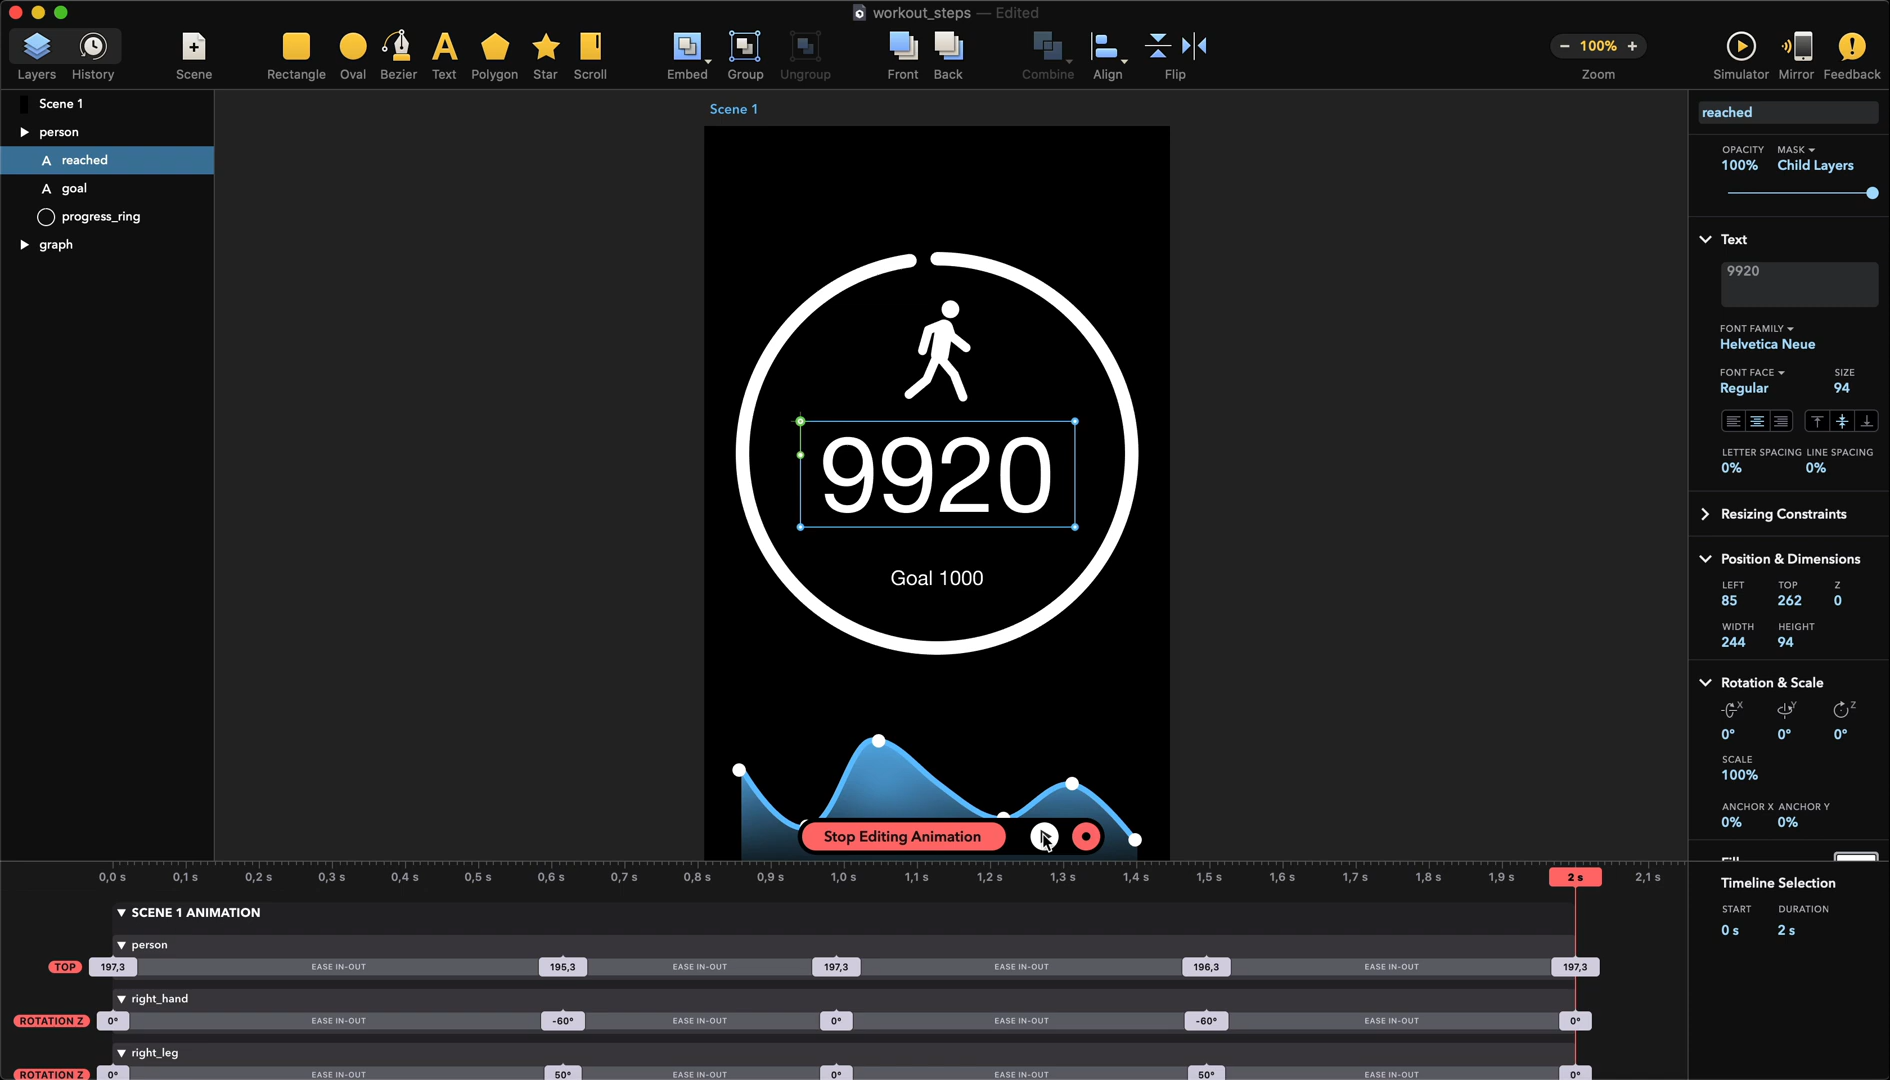 workout_steps — Edited
Layers History Scene Rectangle Oval Bezier Text Polygon Star Scroll Embed Group Ungroup Front Back Combine Align Flip
100%
Zoom Simulator Mirror Feedback
Scene 1
person
A reached
A goal
progress_ring
graph
Scene 1
9920
Goal 1000
Stop Editing Animation
reached
OPACITY MASK
100% Child Layers
Text
9920
FONT FAMILY
Helvetica Neue
FONT FACE SIZE
Regular 94
LETTER SPACING LINE SPACING
0% 0%
Resizing Constraints
Position & Dimensions
LEFT TOP Z
85 262 0
WIDTH HEIGHT
244 94
Rotation & Scale
X Y Z
0° 0° 0°
SCALE
100%
ANCHOR X ANCHOR Y
0% 0%
Fill
Timeline Selection
START DURATION
0 s 2 s
0,0 s 0,1 s 0,2 s 0,3 s 0,4 s 0,5 s 0,6 s 0,7 s 0,8 s 0,9 s 1,0 s 1,1 s 1,2 s 1,3 s 1,4 s 1,5 s 1,6 s 1,7 s 1,8 s 1,9 s 2 s 2,1 s
SCENE 1 ANIMATION
person
TOP 197,3 EASE IN-OUT 195,3 EASE IN-OUT 197,3 EASE IN-OUT 196,3 EASE IN-OUT 197,3
right_hand
ROTATION Z 0° EASE IN-OUT -60° EASE IN-OUT 0° EASE IN-OUT -60° EASE IN-OUT 0°
right_leg
ROTATION Z 0° EASE IN-OUT 50° EASE IN-OUT 0° EASE IN-OUT 50° EASE IN-OUT 0°